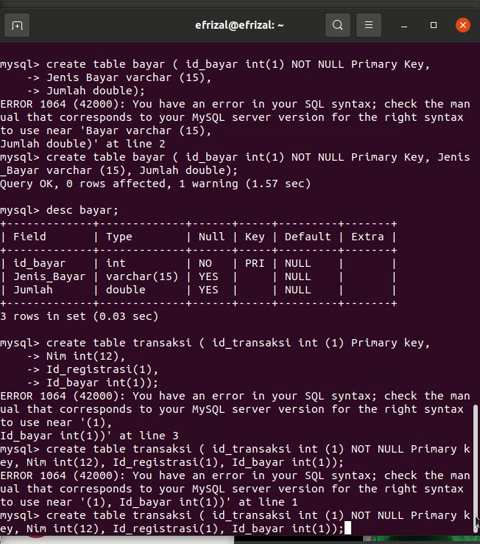 efrizal@efrizal: ~
mysql> create table bayar ( id_bayar int(1) NOT NULL Primary Key,
    -> Jenis Bayar varchar (15),
    -> Jumlah double);
ERROR 1064 (42000): You have an error in your SQL syntax; check the man
ual that corresponds to your MySQL server version for the right syntax
to use near 'Bayar varchar (15),
Jumlah double)' at line 2
mysql> create table bayar ( id_bayar int(1) NOT NULL Primary Key, Jenis
_Bayar varchar (15), Jumlah double);
Query OK, 0 rows affected, 1 warning (1.57 sec)
mysql> desc bayar;
+-------------+-------------+------+-----+---------+-------+
| Field       | Type        | Null | Key | Default | Extra |
+-------------+-------------+------+-----+---------+-------+
| id_bayar    | int         | NO   | PRI | NULL    |       |
| Jenis_Bayar | varchar(15) | YES  |     | NULL    |       |
| Jumlah      | double      | YES  |     | NULL    |       |
+-------------+-------------+------+-----+---------+-------+
3 rows in set (0.03 sec)
mysql> create table transaksi ( id_transaksi int (1) Primary key,
    -> Nim int(12),
    -> Id_registrasi(1),
    -> Id_bayar int(1));
ERROR 1064 (42000): You have an error in your SQL syntax; check the man
ual that corresponds to your MySQL server version for the right syntax
to use near '(1),
Id_bayar int(1))' at line 3
mysql> create table transaksi ( id_transaksi int (1) NOT NULL Primary k
ey, Nim int(12), Id_registrasi(1), Id_bayar int(1));
ERROR 1064 (42000): You have an error in your SQL syntax; check the man
ual that corresponds to your MySQL server version for the right syntax
to use near '(1), Id_bayar int(1))' at line 1
mysql> create table transaksi ( id_transaksi int (1) NOT NULL Primary k
ey, Nim int(12), Id_registrasi(1), Id_bayar int(1));